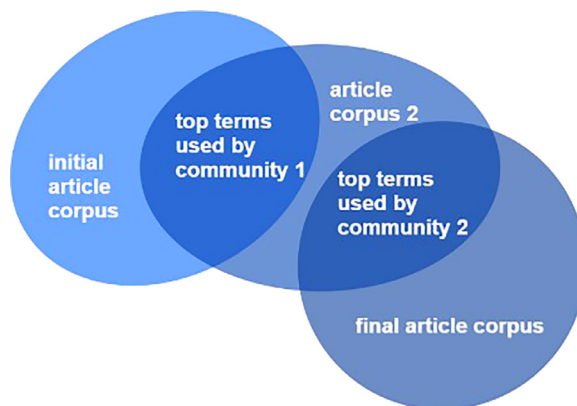 initial
article
corpus
top terms
used by
community 1
article
corpus 2
top terms
used by
community 2
final article corpus